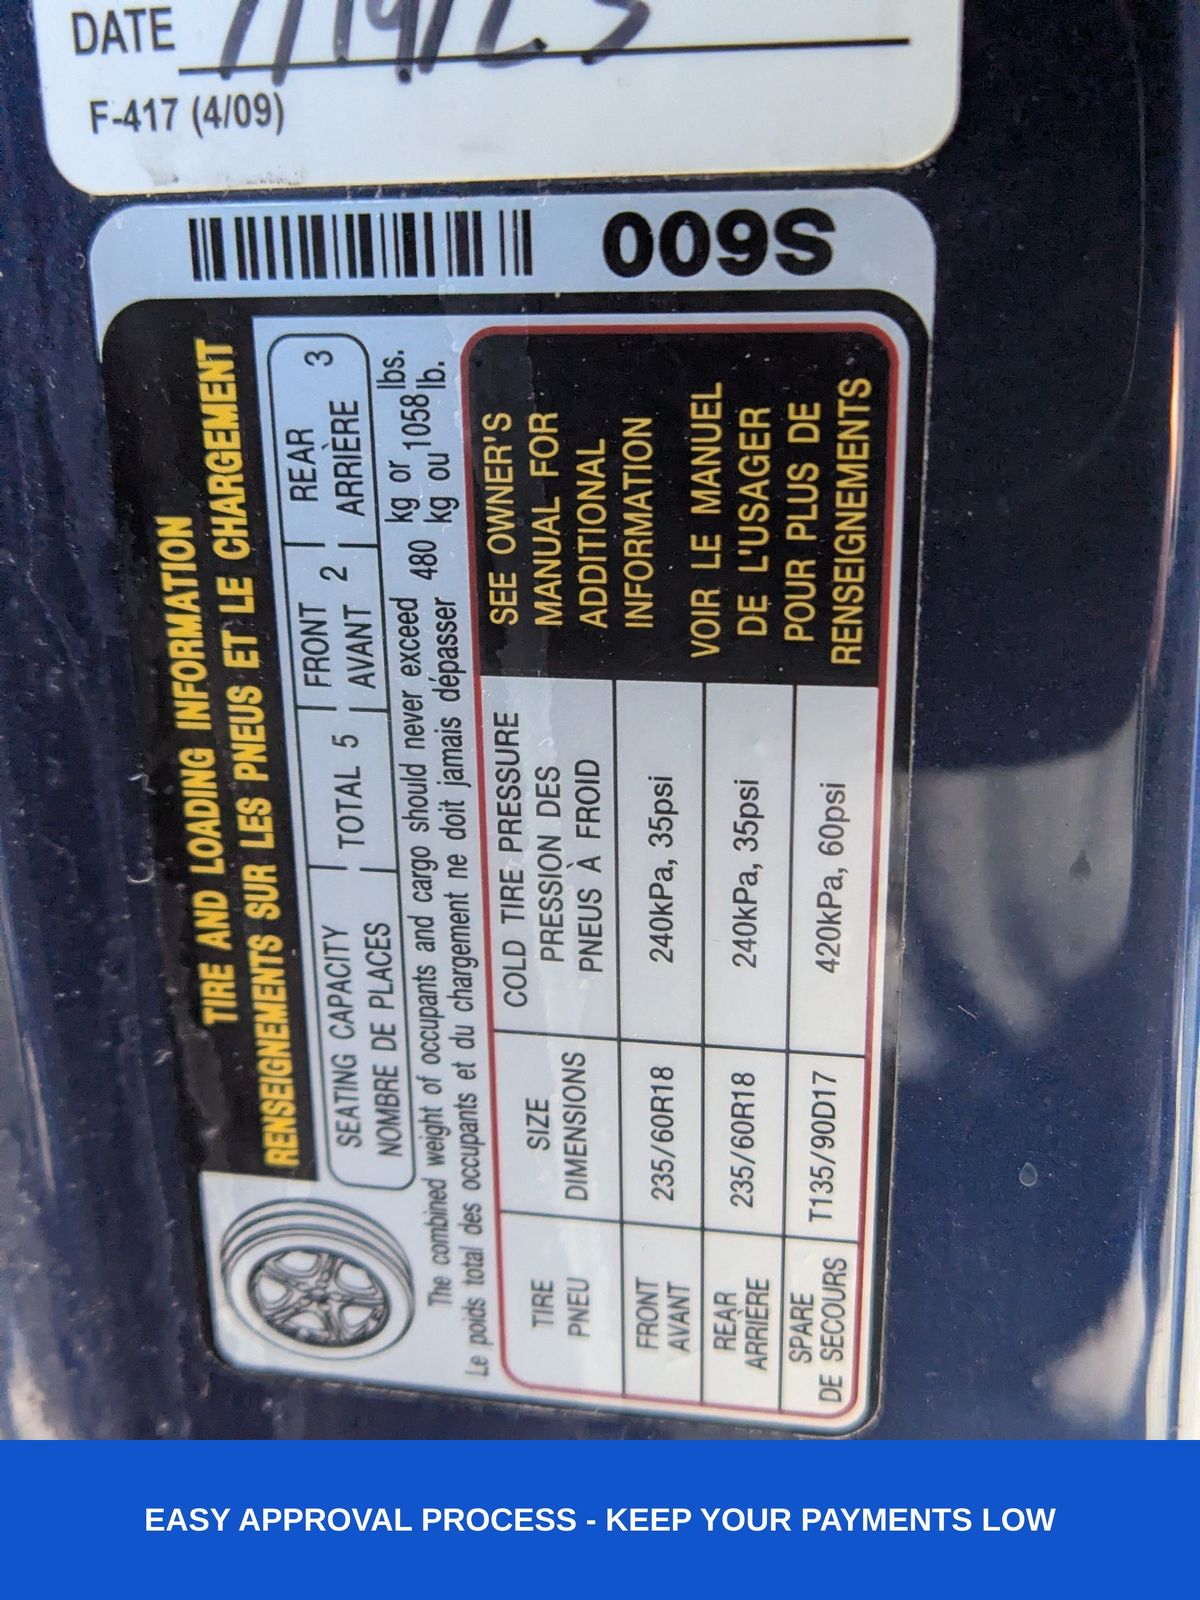 DATE 7/19/23
F-417 (4/09)
S600
TIRE AND LOADING INFORMATION
RENSEIGNEMENTS SUR LES PNEUS ET LE CHARGEMENT
SEATING CAPACITY
NOMBRE DE PLACES
TOTAL 5
FRONT
AVANT 2
REAR
ARRIÈRE 3
The combined weight of occupants and cargo should never exceed 480 kg or 1058 lbs.
Le poids total des occupants et du chargement ne doit jamais dépasser 480 kg ou 1058 lb.
TIRE
PNEU
SIZE
DIMENSIONS
COLD TIRE PRESSURE
PRESSION DES
PNEUS À FROID
FRONT
AVANT
235/60R18
240kPa, 35psi
REAR
ARRIÈRE
235/60R18
240kPa, 35psi
SPARE
DE SECOURS
T135/90D17
420kPa, 60psi
SEE OWNER'S
MANUAL FOR
ADDITIONAL
INFORMATION
VOIR LE MANUEL
DE L'USAGER
POUR PLUS DE
RENSEIGNEMENTS
EASY APPROVAL PROCESS - KEEP YOUR PAYMENTS LOW